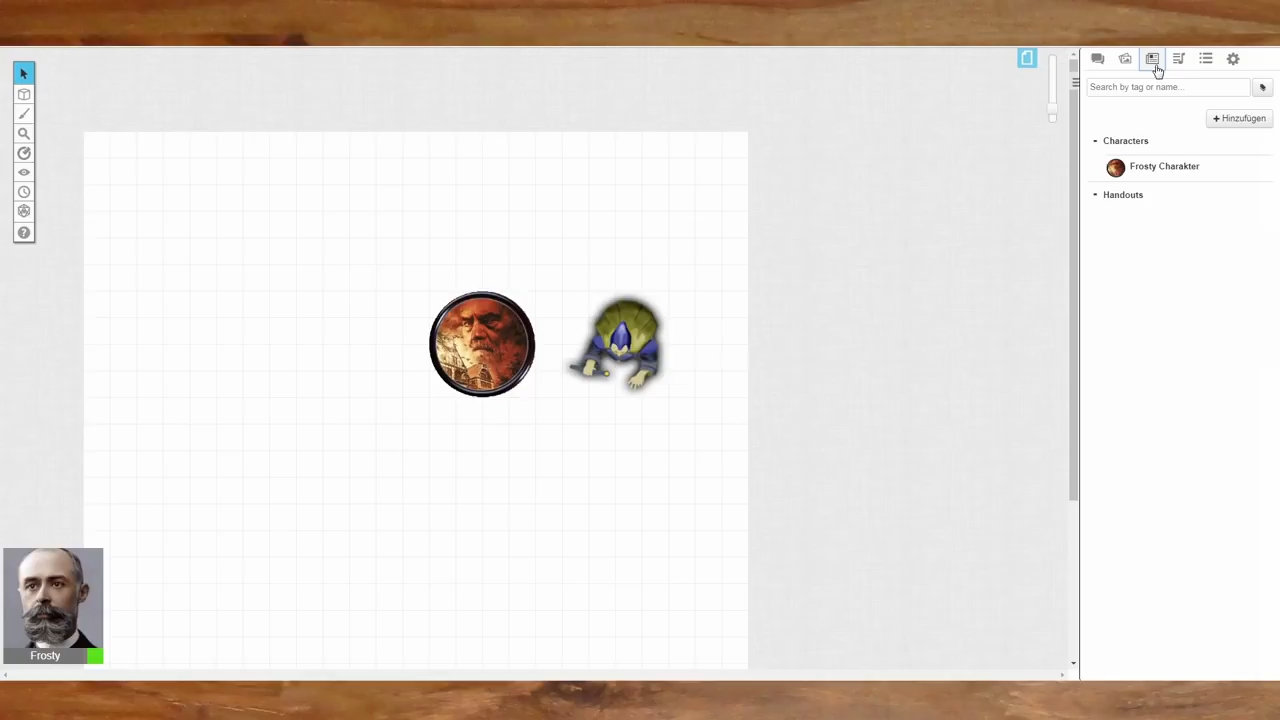 Search by tag or name...
+ Hinzufügen
Characters
Frosty Charakter
Handouts
Frosty